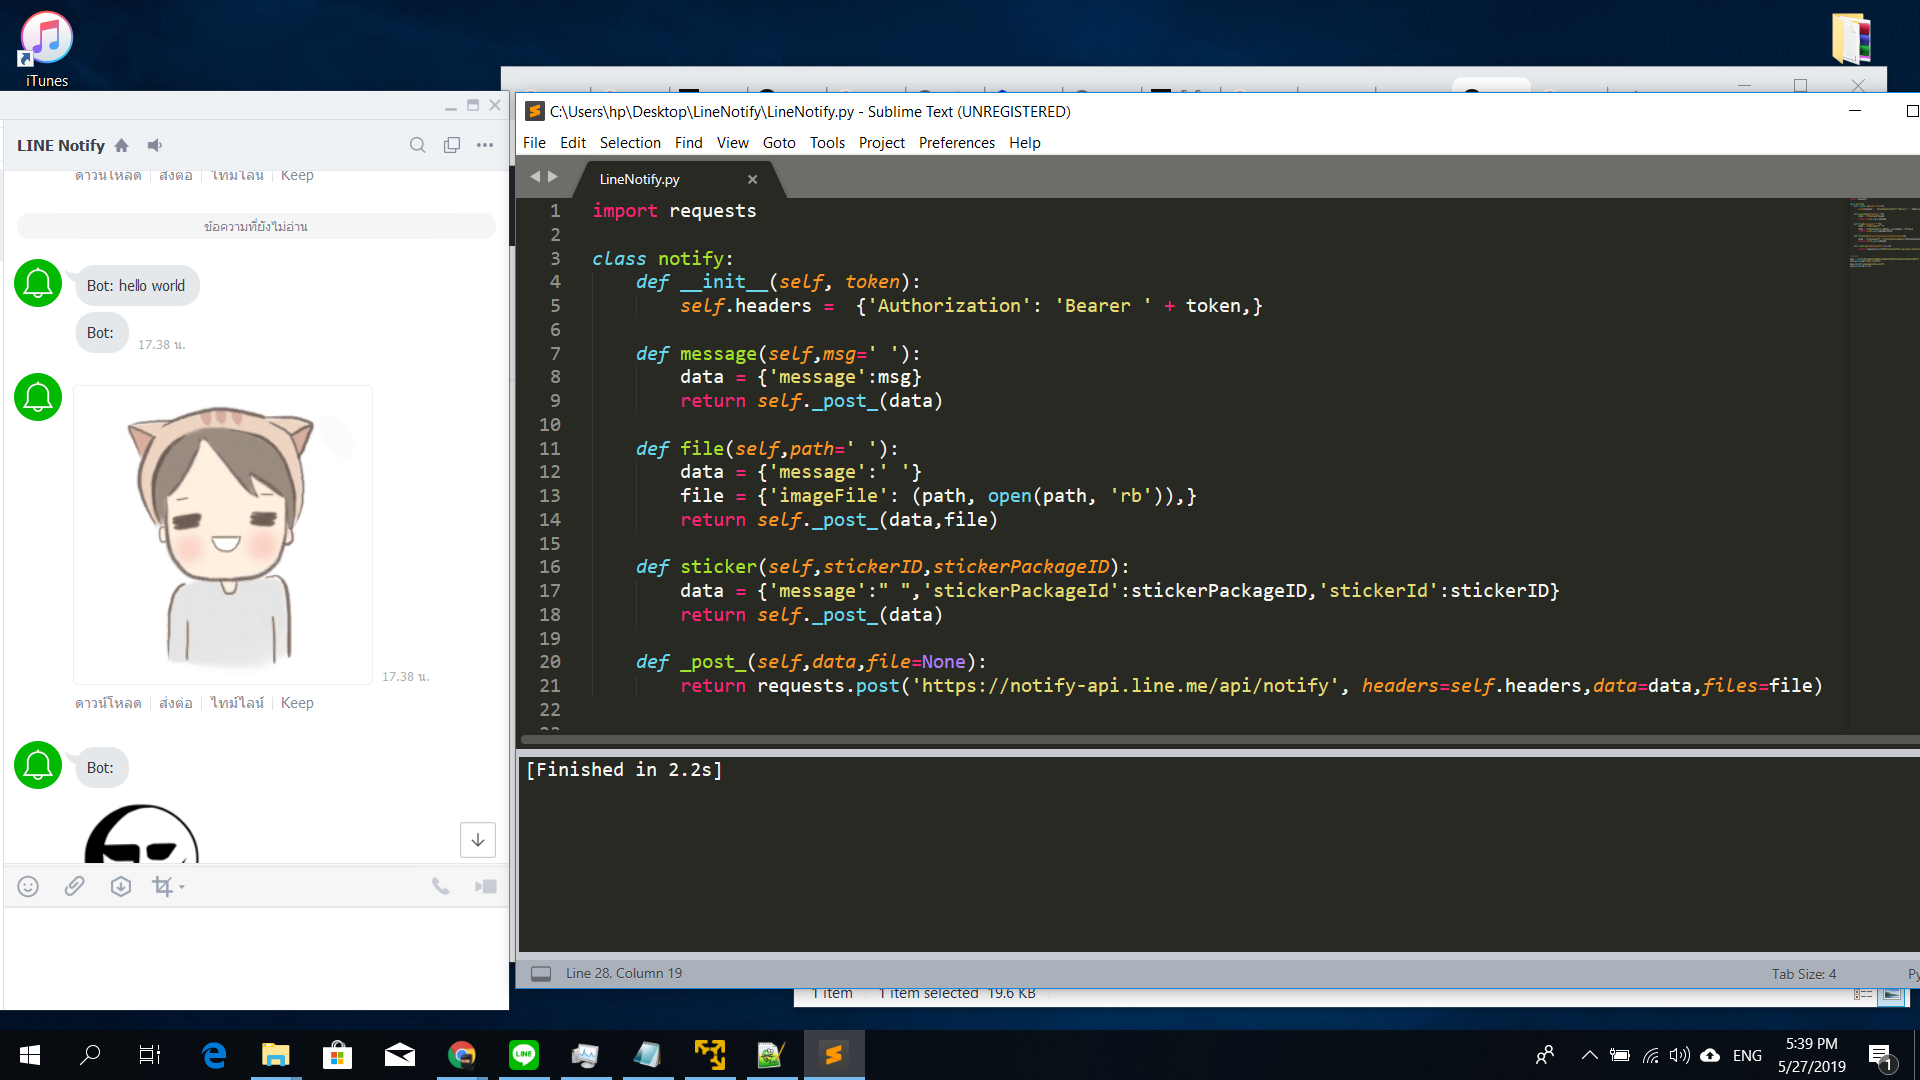 iTunes
LINE Notify
ดาวน์โหลด ส่งต่อ ไทม์ไลน์ Keep
ข้อความที่ยังไม่อ่าน
Bot: hello world
Bot:
17.38 น.
17.38 น.
ดาวน์โหลด ส่งต่อ ไทม์ไลน์ Keep
Bot:
C:\Users\hp\Desktop\LineNotify\LineNotify.py - Sublime Text (UNREGISTERED)
File Edit Selection Find View Goto Tools Project Preferences Help
LineNotify.py
1 import requests
2
3 class notify:
4 def __init__(self, token):
5 self.headers =  {'Authorization': 'Bearer ' + token,}
6
7 def message(self,msg=' '):
8 data = {'message':msg}
9 return self._post_(data)
10
11 def file(self,path=' '):
12 data = {'message':' '}
13 file = {'imageFile': (path, open(path, 'rb')),}
14 return self._post_(data,file)
15
16 def sticker(self,stickerID,stickerPackageID):
17 data = {'message':" ",'stickerPackageId':stickerPackageID,'stickerId':stickerID}
18 return self._post_(data)
19
20 def _post_(self,data,file=None):
21 return requests.post('https://notify-api.line.me/api/notify', headers=self.headers,data=data,files=file)
22
[Finished in 2.2s]
Line 28, Column 19
Tab Size: 4
Py
1 item 1 item selected 19.6 KB
LINE
ENG
5:39 PM
5/27/2019
1